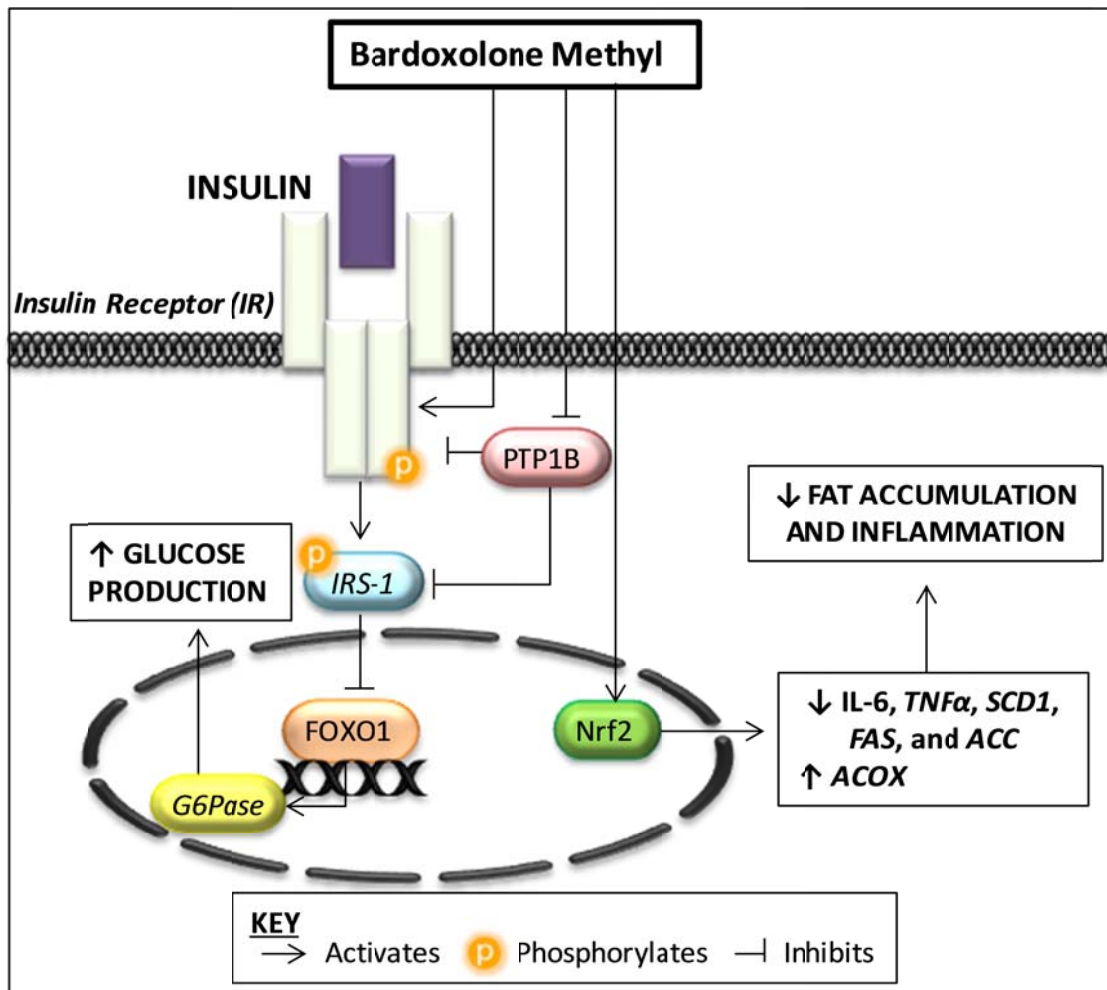 Bardoxolone Methyl
INSULIN
Insulin Receptor (IR)
p
PTP1B
↓ FAT ACCUMULATION
AND INFLAMMATION
↑ GLUCOSE
PRODUCTION
p
IRS-1
FOXO1
Nrf2
↓ IL-6, TNFα, SCD1,
FAS, and ACC
↑ ACOX
G6Pase
KEY
Activates p Phosphorylates Inhibits